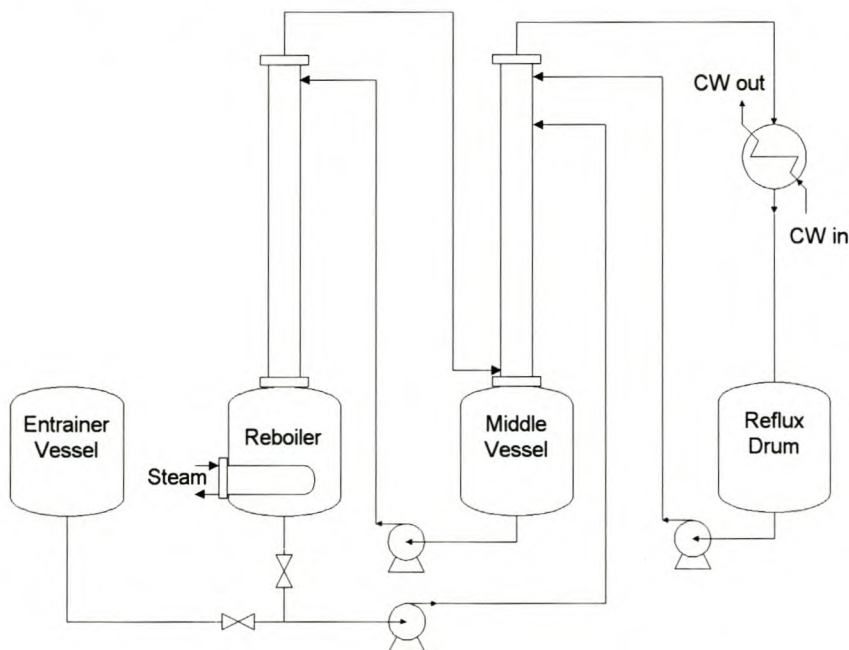 CW out
CW in
Entrainer
Vessel
Reboiler
Steam
Middle
Vessel
Reflux
Drum